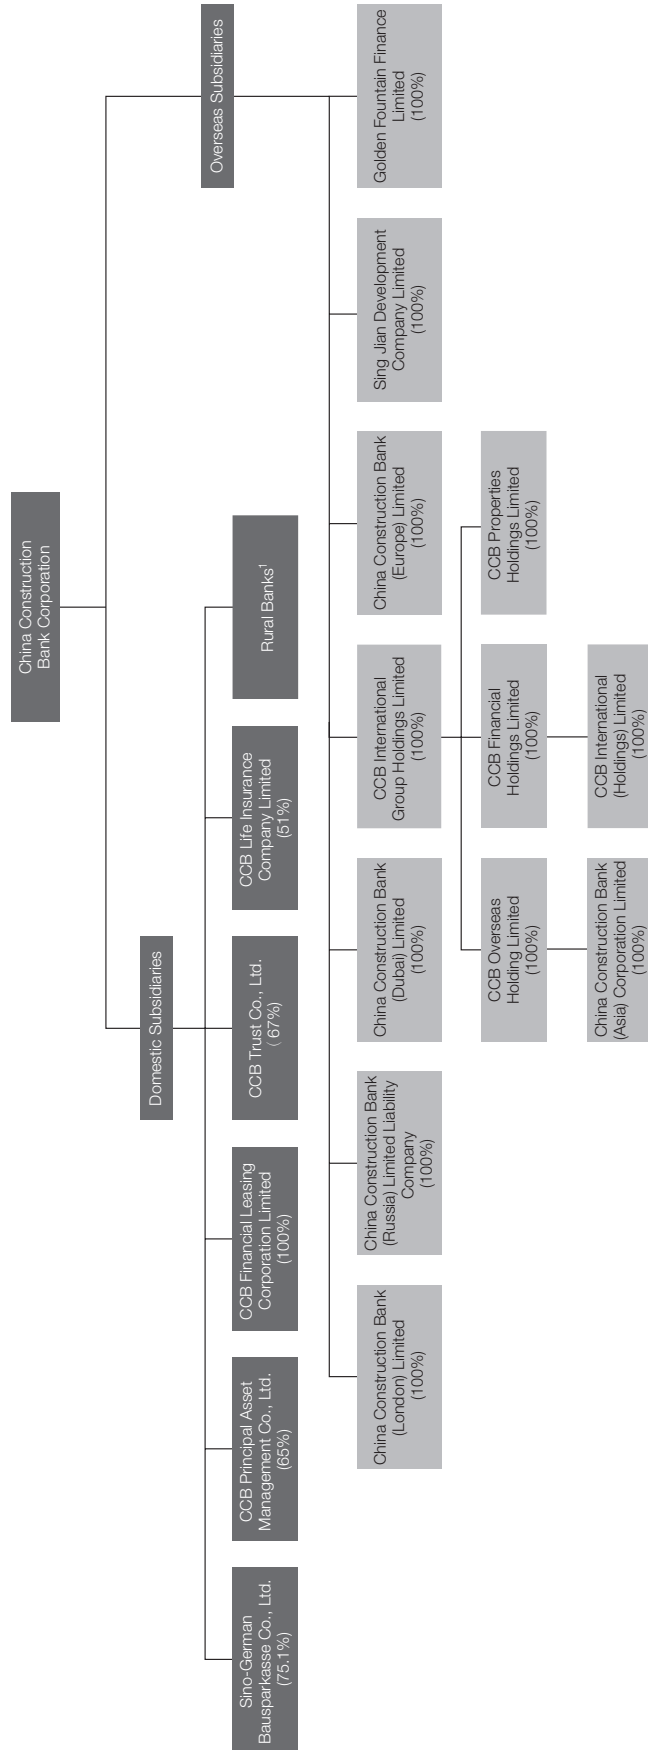 China Construction
Bank Corporation
Domestic Subsidiaries
Overseas Subsidiaries
Sino-German
Bausparkasse Co., Ltd.
(75.1%)
CCB Principal Asset
Management Co., Ltd.
(65%)
CCB Financial Leasing
Corporation Limited
(100%)
CCB Trust Co., Ltd.
( 67%)
CCB Life Insurance
Company Limited
(51%)
Rural Banks1
China Construction Bank
(London) Limited
(100%)
China Construction Bank
(Russia) Limited Liability
Company
(100%)
China Construction Bank
(Dubai) Limited
(100%)
CCB International
Group Holdings Limited
(100%)
China Construction Bank
(Europe) Limited
(100%)
Sing Jian Development
Company Limited
(100%)
Golden Fountain Finance
Limited
(100%)
CCB Overseas
Holding Limited
(100%)
CCB Financial
Holdings Limited
(100%)
CCB Properties
Holdings Limited
(100%)
China Construction Bank
(Asia) Corporation Limited
(100%)
CCB International
(Holdings) Limited
(100%)